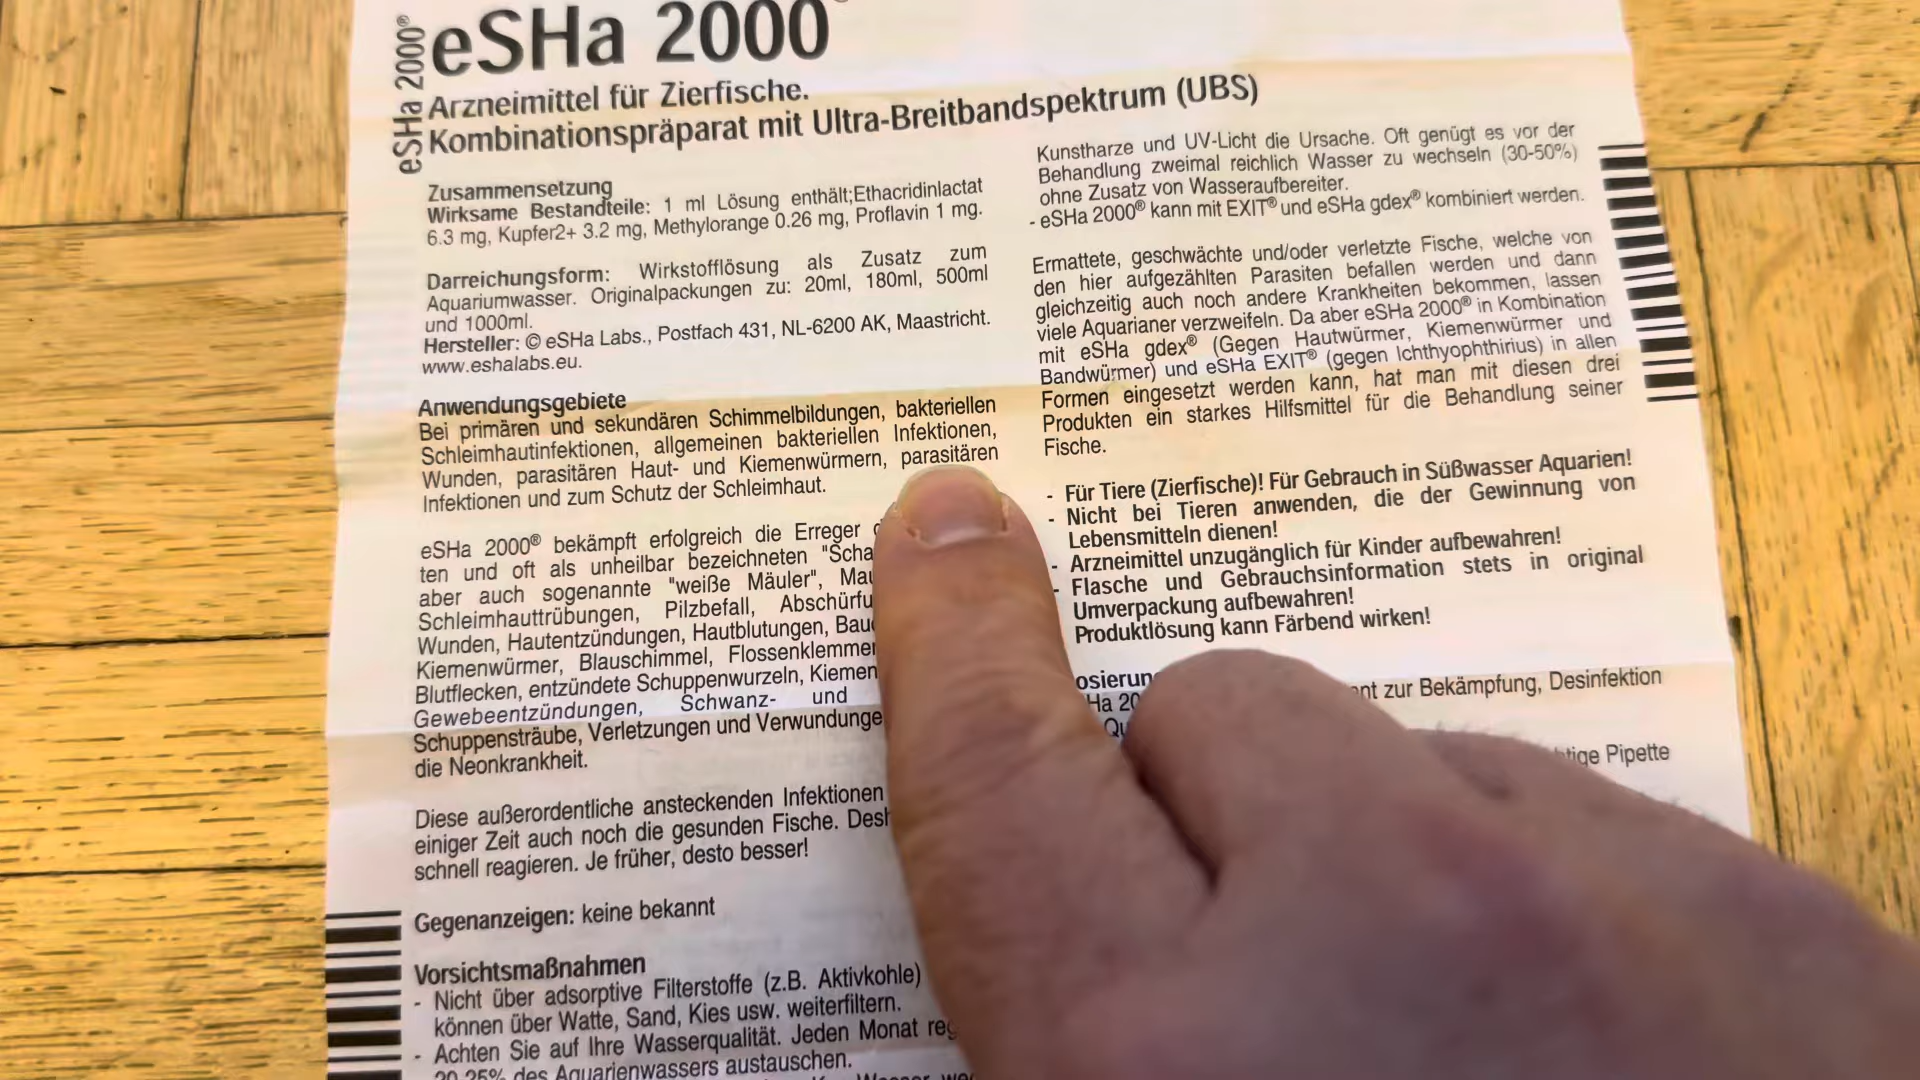 eSHa 2000®
eSHa 2000
Arzneimittel für Zierfische.
Kombinationspräparat mit Ultra-Breitbandspektrum (UBS)
Zusammensetzung
Wirksame Bestandteile: 1 ml Lösung enthält;Ethacridinlactat
6.3 mg, Kupfer2+ 3.2 mg, Methylorange 0.26 mg, Proflavin 1 mg.
Darreichungsform: Wirkstofflösung als Zusatz zum
Aquariumwasser. Originalpackungen zu: 20ml, 180ml, 500ml
und 1000ml.
Hersteller: © eSHa Labs., Postfach 431, NL-6200 AK, Maastricht.
www.eshalabs.eu.
Anwendungsgebiete
Bei primären und sekundären Schimmelbildungen, bakteriellen
Schleimhautinfektionen, allgemeinen bakteriellen Infektionen,
Wunden, parasitären Haut- und Kiemenwürmern, parasitären
Infektionen und zum Schutz der Schleimhaut.
eSHa 2000® bekämpft erfolgreich die Erreger
ten und oft als unheilbar bezeichneten "Scha
aber auch sogenannte "weiße Mäuler", Mau
Schleimhauttrübungen, Pilzbefall, Abschürfu
Wunden, Hautentzündungen, Hautblutungen, Bauc
Kiemenwürmer, Blauschimmel, Flossenklemmen
Blutflecken, entzündete Schuppenwurzeln, Kiemen
Gewebeentzündungen, Schwanz- und
Schuppensträube, Verletzungen und Verwundunge
die Neonkrankheit.
Diese außerordentliche ansteckenden Infektionen
einiger Zeit auch noch die gesunden Fische. Desh
schnell reagieren. Je früher, desto besser!
Gegenanzeigen: keine bekannt
Vorsichtsmaßnahmen
- Nicht über adsorptive Filterstoffe (z.B. Aktivkohle)
können über Watte, Sand, Kies usw. weiterfiltern.
- Achten Sie auf Ihre Wasserqualität. Jeden Monat reg
20-25% des Aquarienwassers austauschen.
Kunstharze und UV-Licht die Ursache. Oft genügt es vor der
Behandlung zweimal reichlich Wasser zu wechseln (30-50%)
ohne Zusatz von Wasseraufbereiter.
- eSHa 2000® kann mit EXIT® und eSHa gdex® kombiniert werden.
Ermattete, geschwächte und/oder verletzte Fische, welche von
den hier aufgezählten Parasiten befallen werden und dann
gleichzeitig auch noch andere Krankheiten bekommen, lassen
viele Aquarianer verzweifeln. Da aber eSHa 2000® in Kombination
mit eSHa gdex® (Gegen Hautwürmer, Kiemenwürmer und
Bandwürmer) und eSHa EXIT® (gegen Ichthyophthirius) in allen
Formen eingesetzt werden kann, hat man mit diesen drei
Produkten ein starkes Hilfsmittel für die Behandlung seiner
Fische.
- Für Tiere (Zierfische)! Für Gebrauch in Süßwasser Aquarien!
- Nicht bei Tieren anwenden, die der Gewinnung von
Lebensmitteln dienen!
- Arzneimittel unzugänglich für Kinder aufbewahren!
- Flasche und Gebrauchsinformation stets in original
Umverpackung aufbewahren!
Produktlösung kann Färbend wirken!
osierun
Ha 20 nt zur Bekämpfung, Desinfektion
Qu
htige Pipette